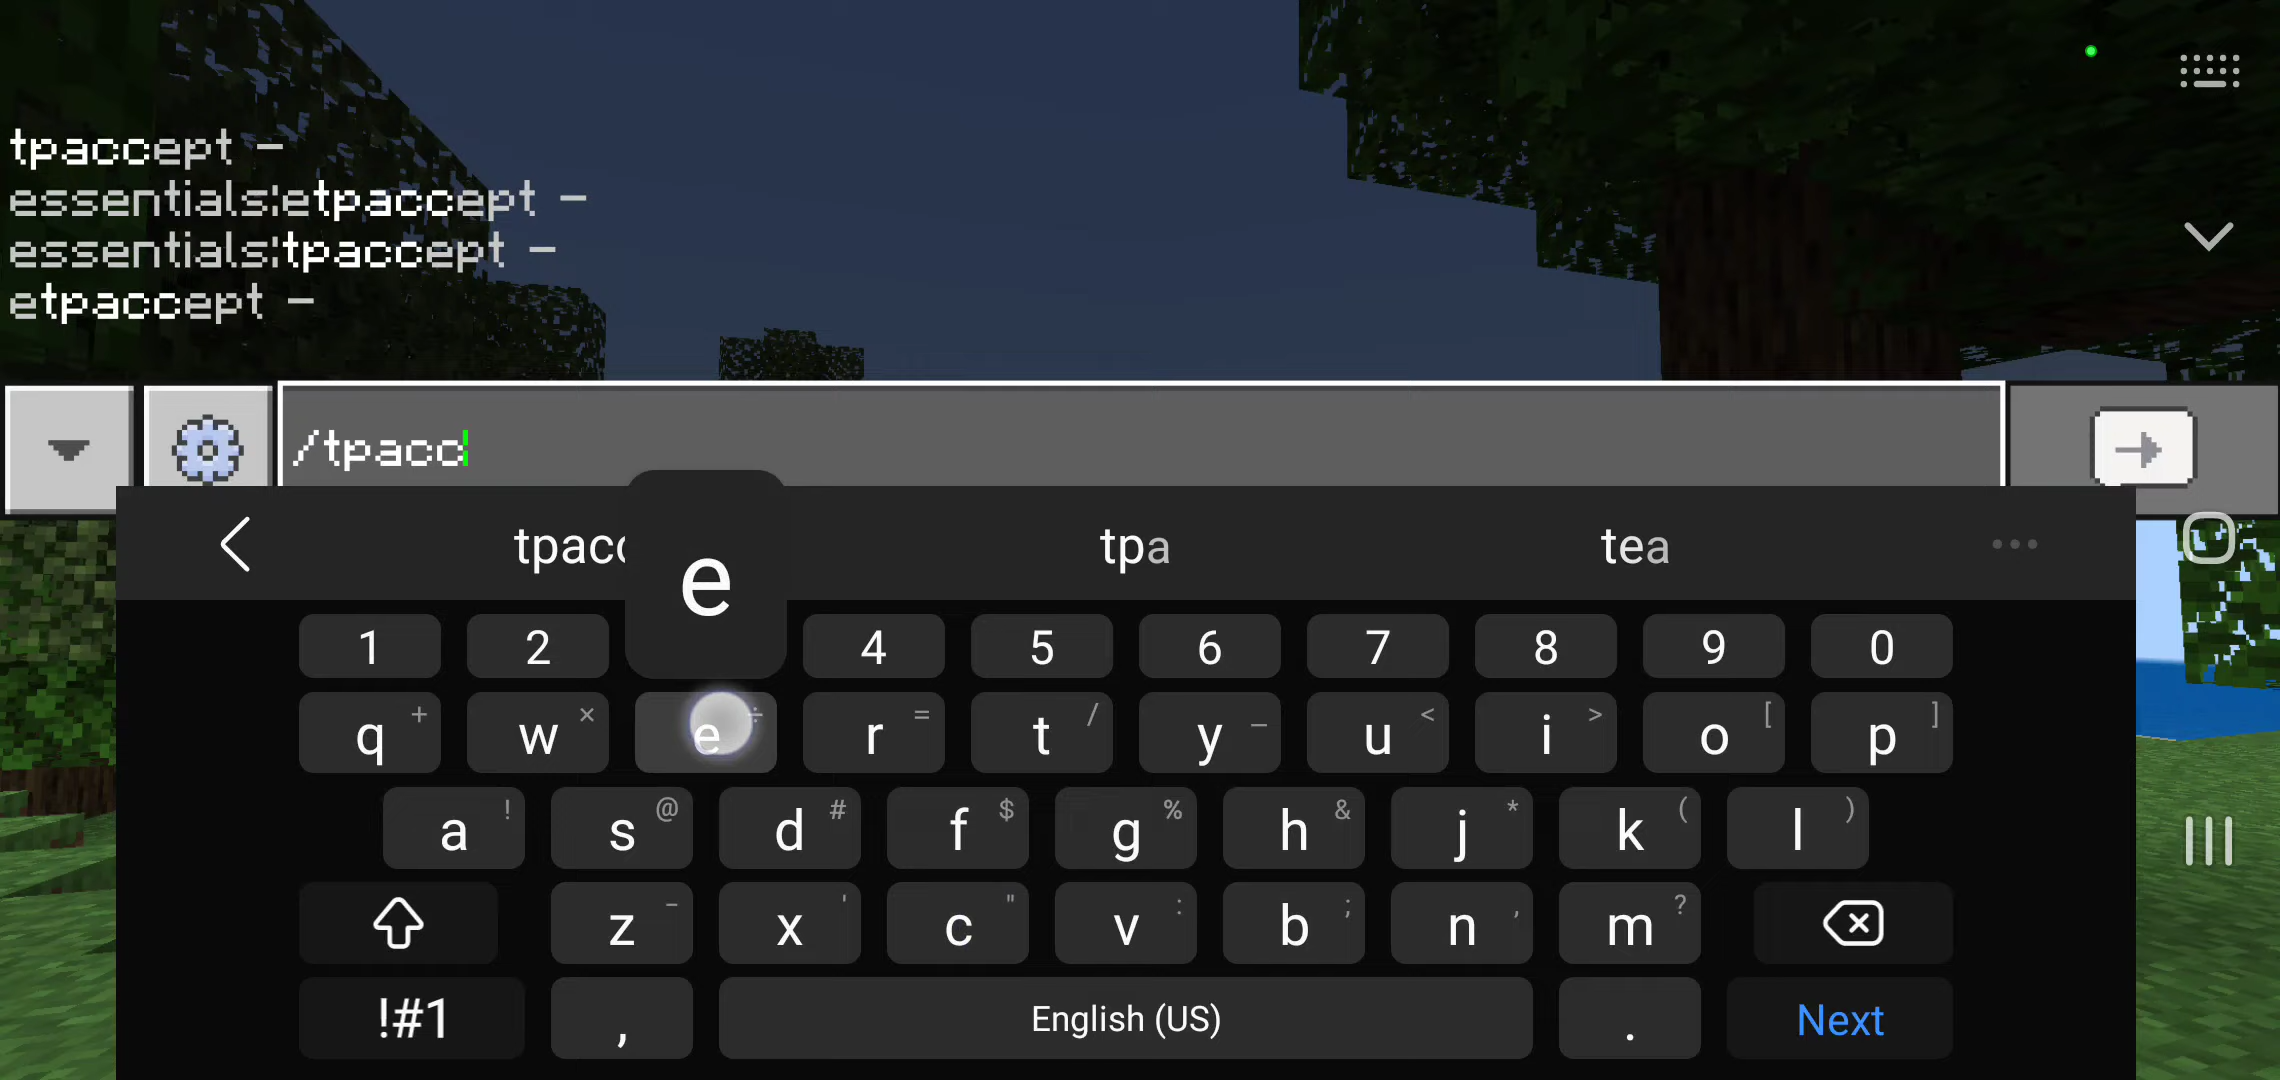 tpaccept –
essentials:etpaccept –
essentials:tpaccept –
etpaccept –
/tpacc
tpacc tpa tea
e
1 2 4 5 6 7 8 9 0
q + w × e ÷ r = t / y _ u < i > o [ p ]
a ! s @ d # f $ g % h & j * k ( l )
z - x ' c " v : b ; n , m ?
!#1 , English (US) . Next